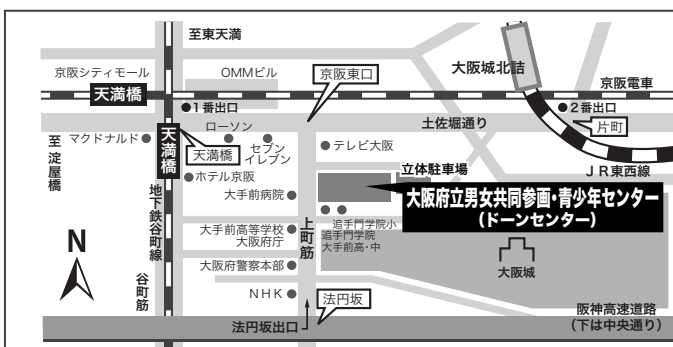 至東天満
京阪シティモール
OMMビル
京阪東口
大阪城北詰
京阪電車
天満橋
●1番出口
●2番出口
片町
土佐堀通り
マクドナルド●
至 淀屋橋
天満橋
天満橋
ローソン
セブン
イレブン
●テレビ大阪
JR東西線
●ホテル京阪
立体駐車場
大阪府立男女共同参画・青少年センター
(ドーンセンター)
大手前病院●
地下鉄谷町線
谷町筋
上町筋
追手門学院小
追手門学院
大手前高・中
大手前高等学校●
大阪府庁
大阪府警察本部●
大阪城
N
NHK●
法円坂
法円坂出口
阪神高速道路
(下は中央通り)